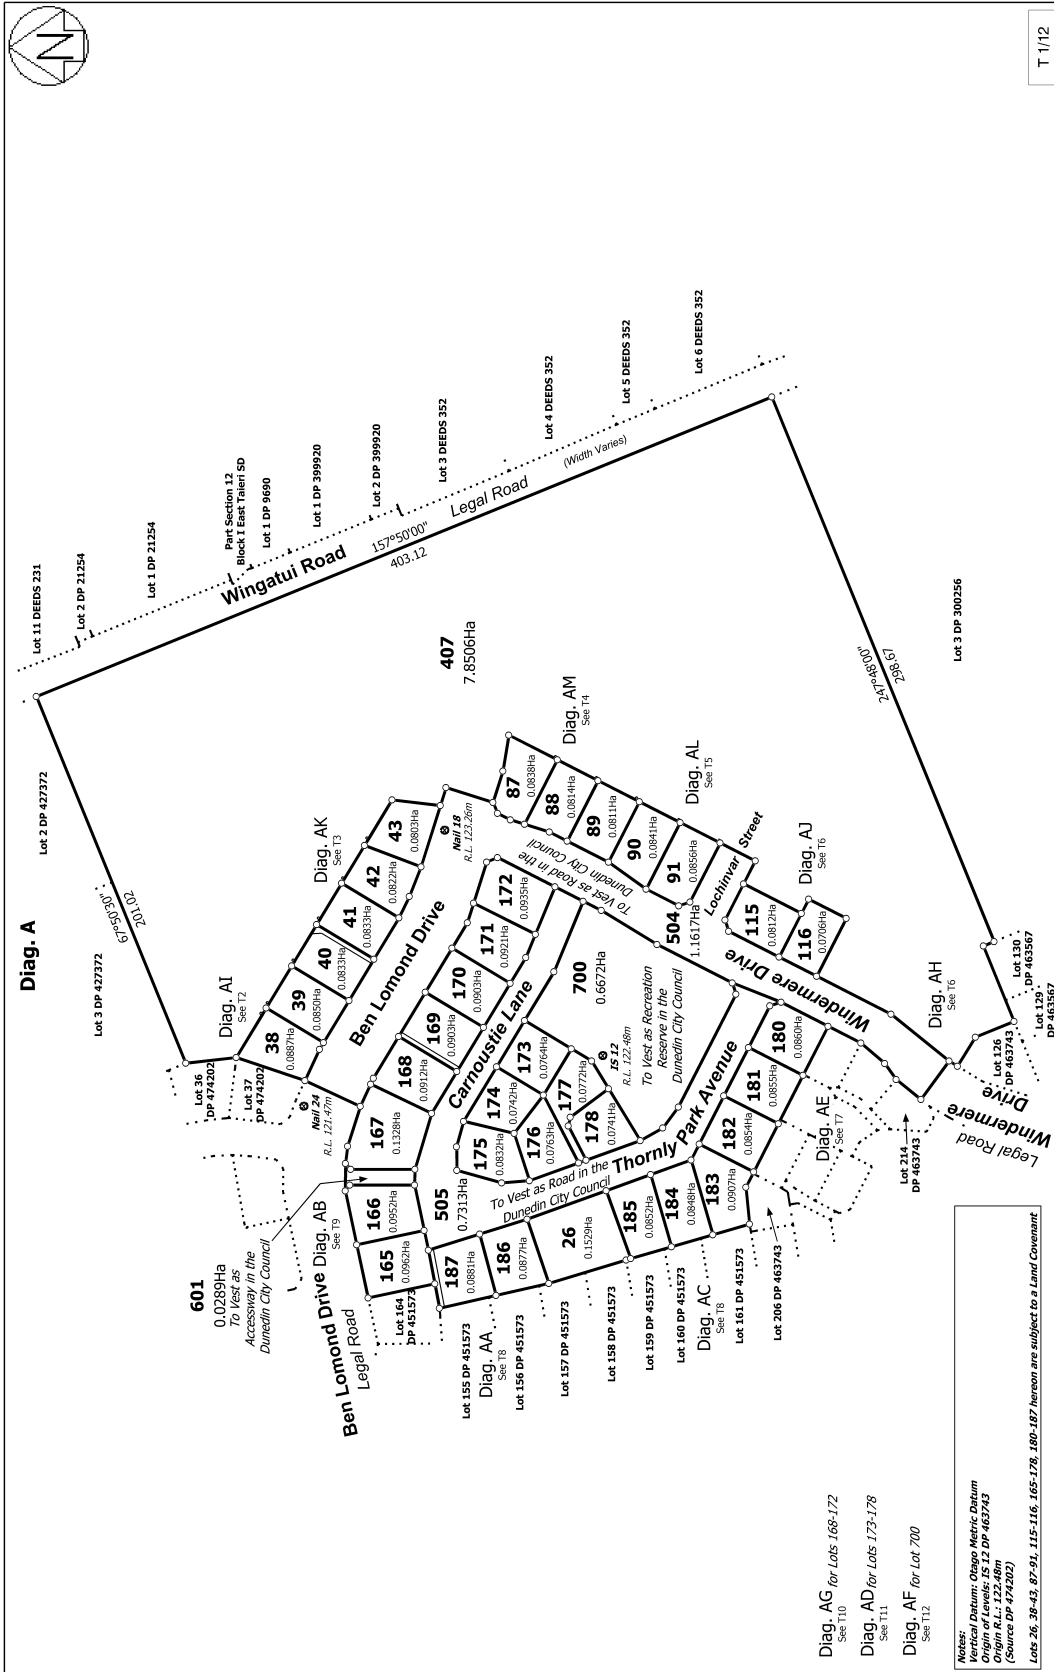 Diag. A
N
T 1/12
Lot 3 DP 427372
Lot 2 DP 427372
67°50'30"
201.02
Lot 11 DEEDS 231
Lot 2 DP 21254
Lot 1 DP 21254
Part Section 12
Block I East Taieri SD
Lot 1 DP 9690
Lot 1 DP 399920
Lot 2 DP 399920
Lot 3 DEEDS 352
Lot 4 DEEDS 352
Lot 5 DEEDS 352
Lot 6 DEEDS 352
Wingatui Road
157°50'00"
403.12
Legal Road
(Width Varies)
407
7.8506Ha
247°48'00"
298.67
Lot 3 DP 300256
Lot 36
DP 474202
Lot 37
DP 474202
Diag. AI
See T2
Diag. AK
See T3
Diag. AM
See T4
Diag. AL
See T5
Diag. AJ
See T6
Diag. AH
See T6
38
0.0887Ha
39
0.0850Ha
40
0.0833Ha
41
0.0833Ha
42
0.0822Ha
43
0.0803Ha
Nail 24
R.L. 121.47m
Nail 18
R.L. 123.26m
Ben Lomond Drive
87
0.0838Ha
88
0.0814Ha
89
0.0811Ha
90
0.0841Ha
91
0.0856Ha
To Vest as Road in the
Dunedin City Council
504
1.1617Ha
Lochinvar Street
115
0.0812Ha
116
0.0706Ha
Windermere Drive
601
0.0289Ha
To Vest as
Accessway in the
Dunedin City Council
Ben Lomond Drive
Legal Road
Diag. AB
See T9
165
0.0962Ha
166
0.0952Ha
167
0.1328Ha
168
0.0912Ha
169
0.0903Ha
170
0.0903Ha
171
0.0921Ha
172
0.0935Ha
Carnoustie Lane
505
0.7313Ha
To Vest as Road in the
Dunedin City Council
173
0.0764Ha
174
0.0742Ha
175
0.0832Ha
176
0.0763Ha
177
0.0772Ha
178
0.0741Ha
IS 12
R.L. 122.48m
700
0.6672Ha
To Vest as Recreation
Reserve in the
Dunedin City Council
Thornly Park Avenue
187
0.0881Ha
186
0.0877Ha
26
0.1529Ha
185
0.0852Ha
184
0.0848Ha
183
0.0907Ha
182
0.0854Ha
181
0.0855Ha
180
0.0860Ha
Lot 164
DP 451573
Lot 155 DP 451573
Diag. AA
See T8
Lot 156 DP 451573
Lot 157 DP 451573
Lot 158 DP 451573
Lot 159 DP 451573
Lot 160 DP 451573
Diag. AC
See T8
Lot 161 DP 451573
Lot 206 DP 463743
Diag. AE
See T7
Lot 214
DP 463743
Windermere
Drive
Legal Road
Lot 126
DP 463743
Lot 129
DP 463567
Lot 130
DP 463567
Diag. AG for Lots 168-172
See T10
Diag. AD for Lots 173-178
See T11
Diag. AF for Lot 700
See T12
Notes:
Vertical Datum: Otago Metric Datum
Origin of Levels: IS 12 DP 463743
Origin R.L.: 122.48m
(Source DP 474202)
Lots 26, 38-43, 87-91, 115-116, 165-178, 180-187 hereon are subject to a Land Covenant